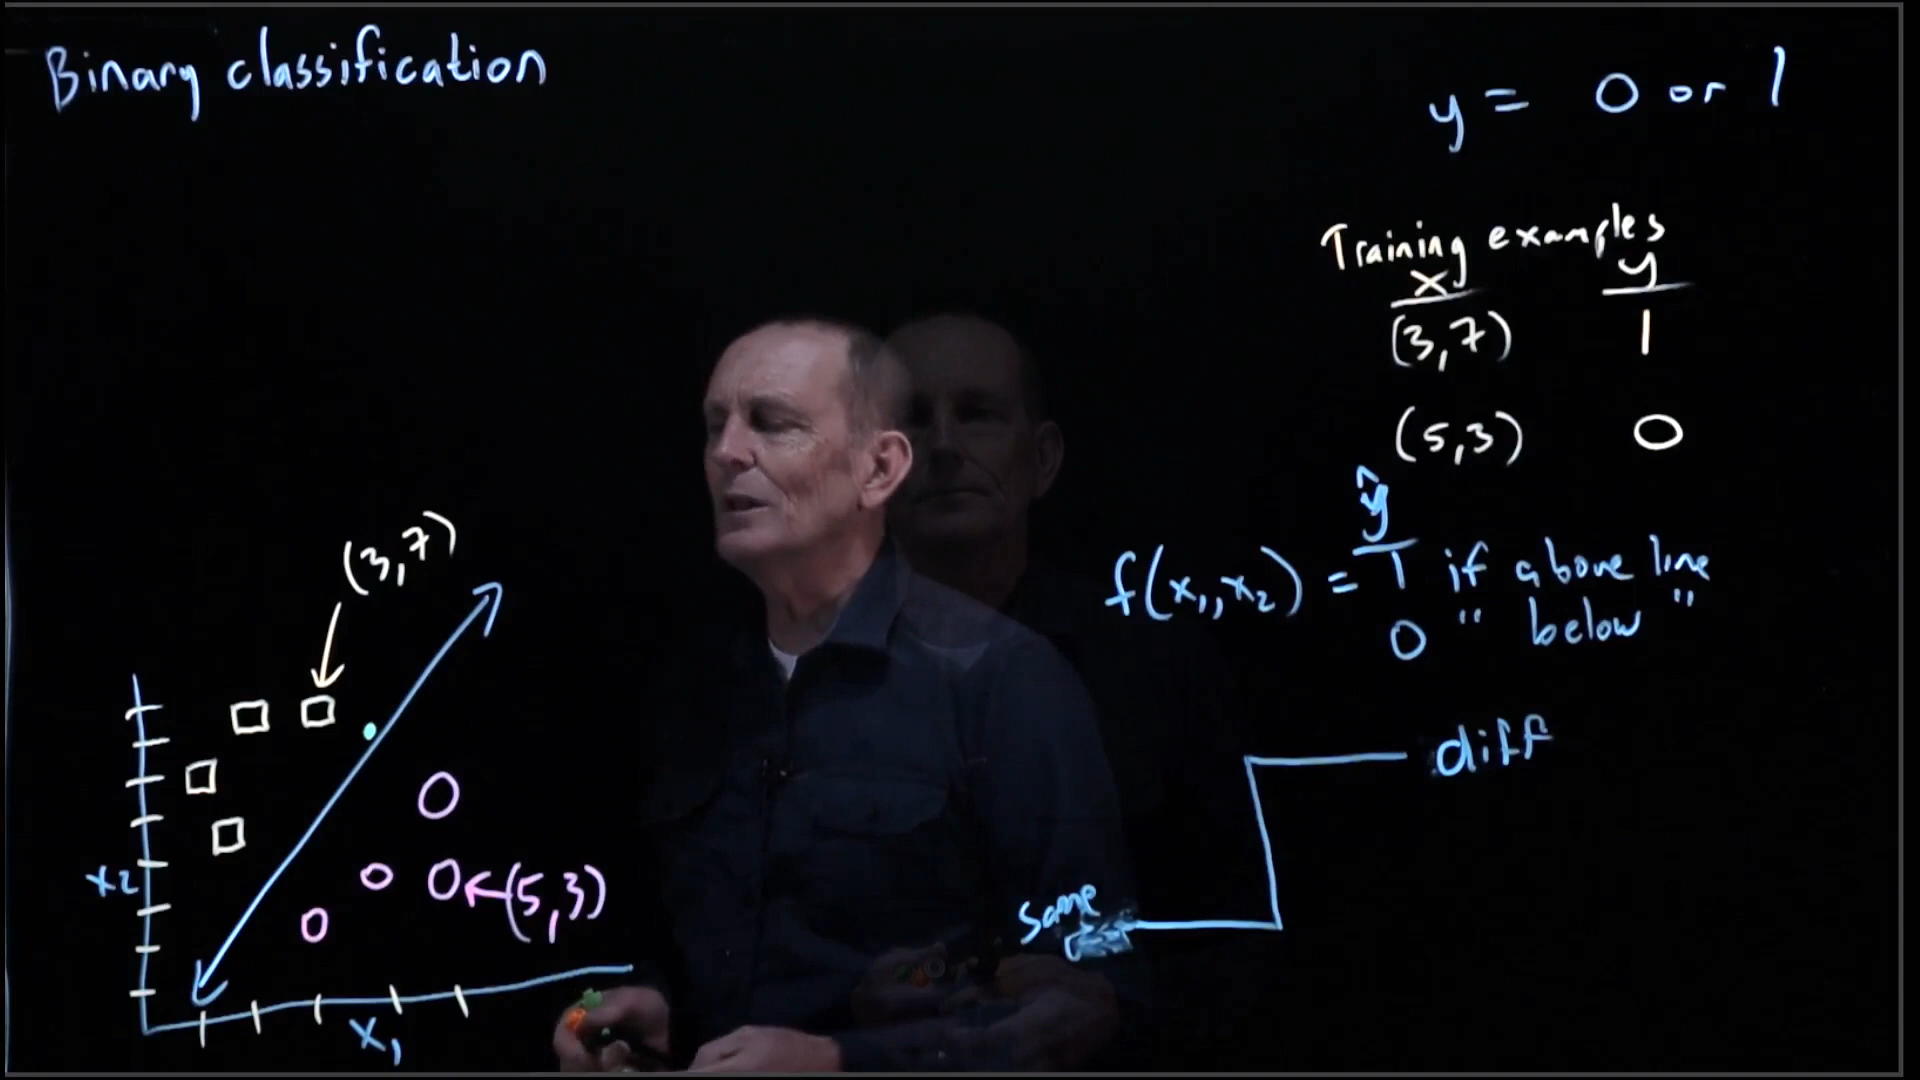 Binary classification
y = 0 or 1
Training examples
x y
(3,7) 1
(5,3) 0
ŷ
f(x₁,x₂) = 1 if above line
0 " below "
(3,7)
diff
x₂
(5,3)
same
x₁